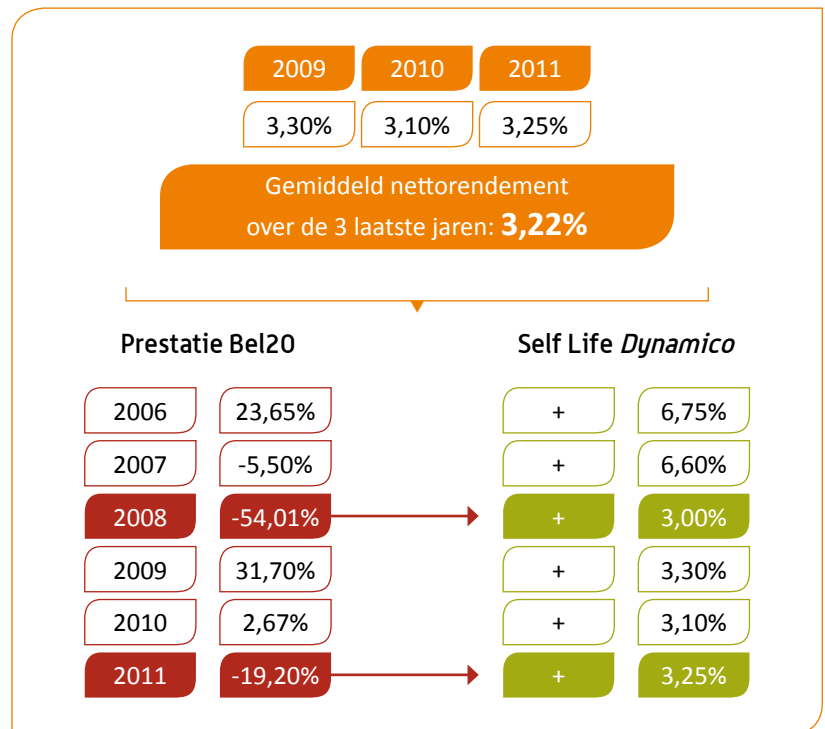 2009 2010 2011
3,30% 3,10% 3,25%
Gemiddeld nettorendement
over de 3 laatste jaren: 3,22%
Prestatie Bel20 Self Life Dynamico
2006 23,65% + 6,75%
2007 -5,50% + 6,60%
2008 -54,01% + 3,00%
2009 31,70% + 3,30%
2010 2,67% + 3,10%
2011 -19,20% + 3,25%